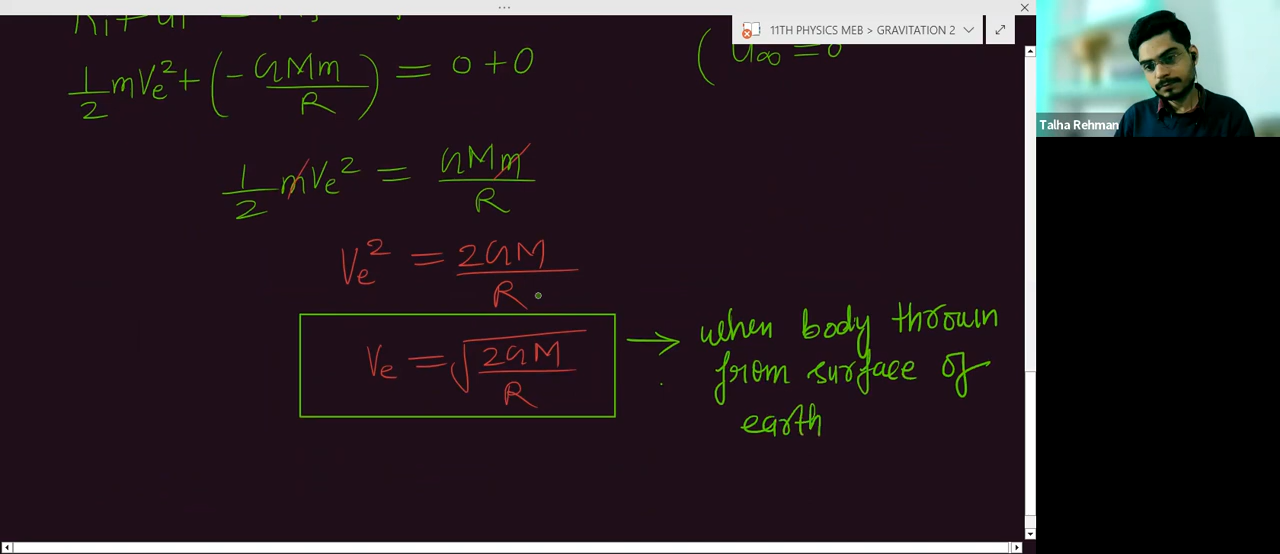 11TH PHYSICS MEB > GRAVITATION 2
½ mVe² + (−GMm/R) = 0 + 0
(U∞ = 0
½ mVe² = GMm/R
Ve² = 2GM/R
Ve = √(2GM/R) → when body thrown
from surface of
earth
Talha Rehman